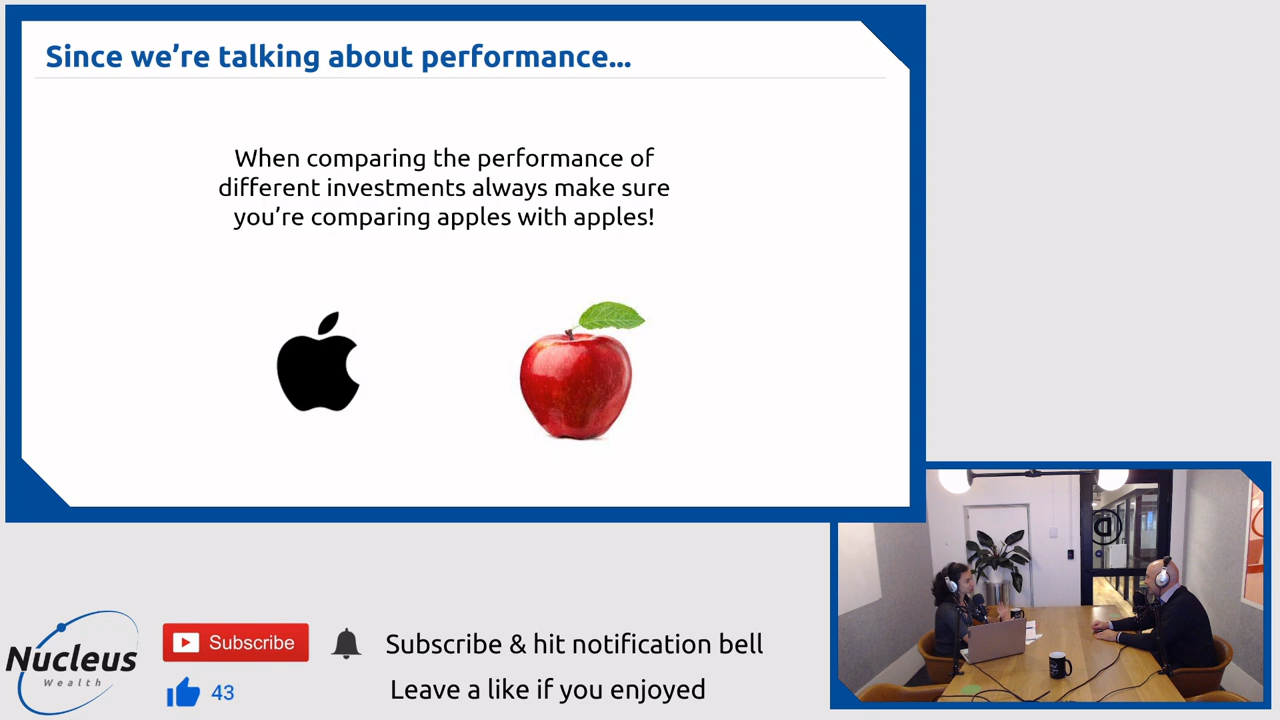 Since we’re talking about performance...
When comparing the performance of
different investments always make sure
you’re comparing apples with apples!
Nucleus
Wealth
Subscribe
43
Subscribe & hit notification bell
Leave a like if you enjoyed